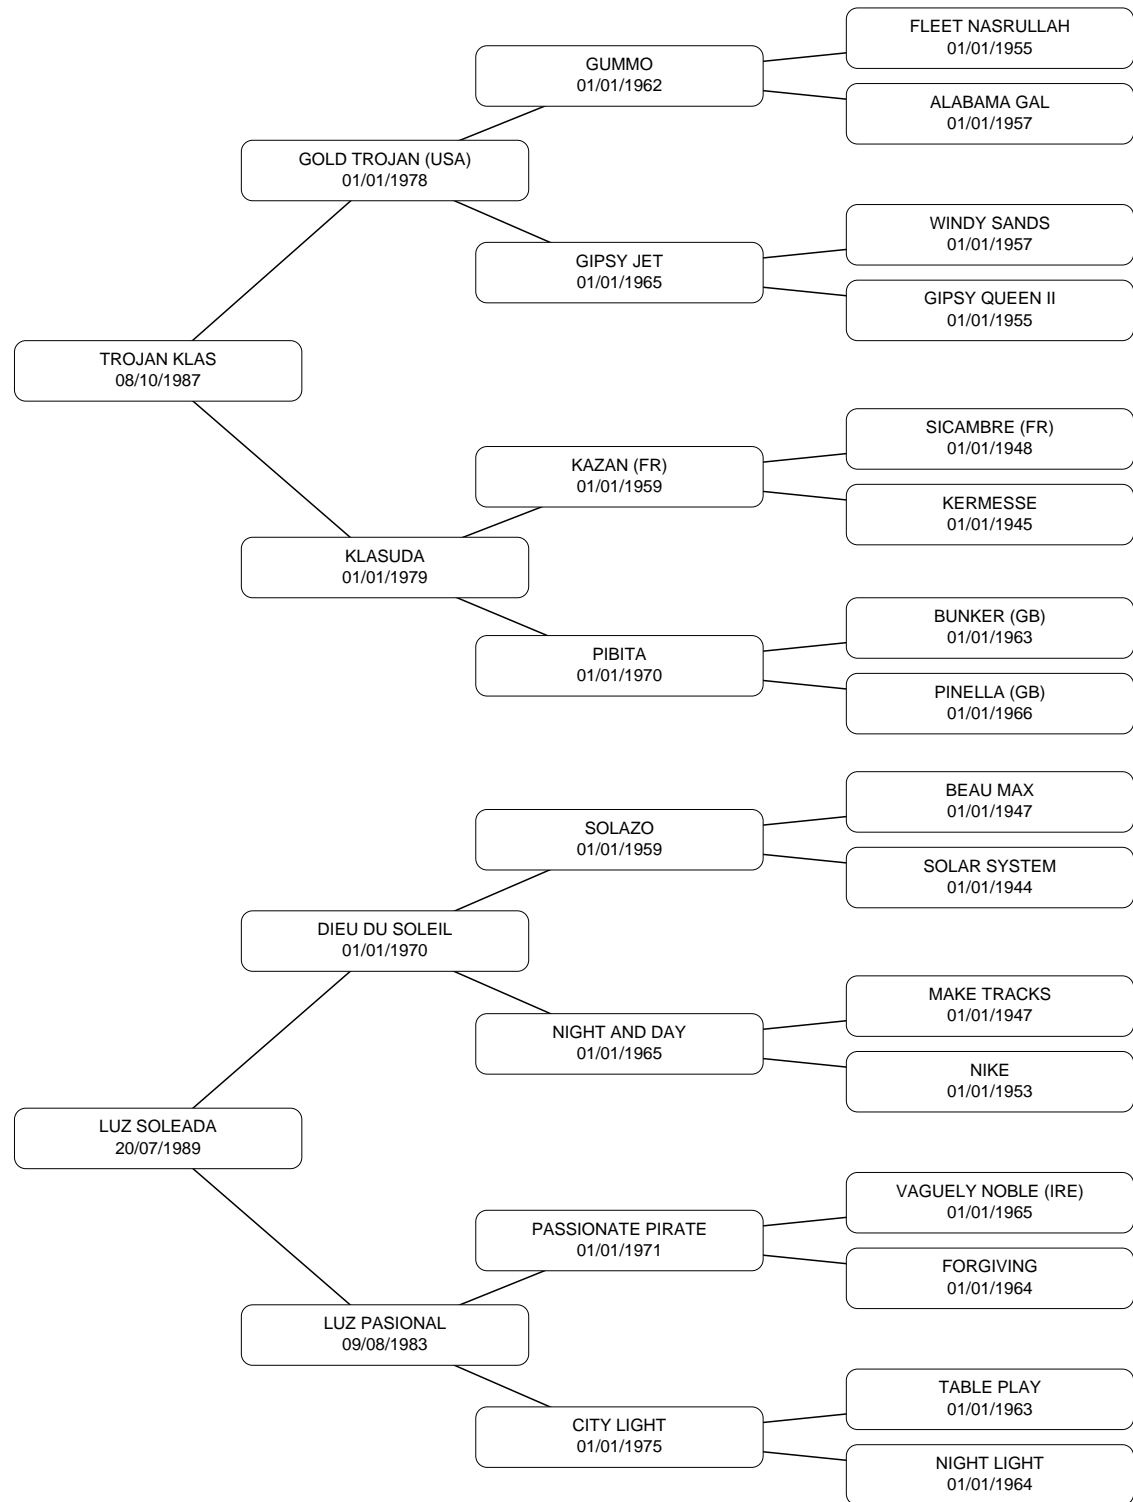 FLEET NASRULLAH
01/01/1955
GUMMO
01/01/1962
ALABAMA GAL
01/01/1957
GOLD TROJAN (USA)
01/01/1978
WINDY SANDS
01/01/1957
GIPSY JET
01/01/1965
GIPSY QUEEN II
01/01/1955
TROJAN KLAS
08/10/1987
SICAMBRE (FR)
01/01/1948
KAZAN (FR)
01/01/1959
KERMESSE
01/01/1945
KLASUDA
01/01/1979
BUNKER (GB)
01/01/1963
PIBITA
01/01/1970
PINELLA (GB)
01/01/1966
BEAU MAX
01/01/1947
SOLAZO
01/01/1959
SOLAR SYSTEM
01/01/1944
DIEU DU SOLEIL
01/01/1970
MAKE TRACKS
01/01/1947
NIGHT AND DAY
01/01/1965
NIKE
01/01/1953
LUZ SOLEADA
20/07/1989
VAGUELY NOBLE (IRE)
01/01/1965
PASSIONATE PIRATE
01/01/1971
FORGIVING
01/01/1964
LUZ PASIONAL
09/08/1983
TABLE PLAY
01/01/1963
CITY LIGHT
01/01/1975
NIGHT LIGHT
01/01/1964